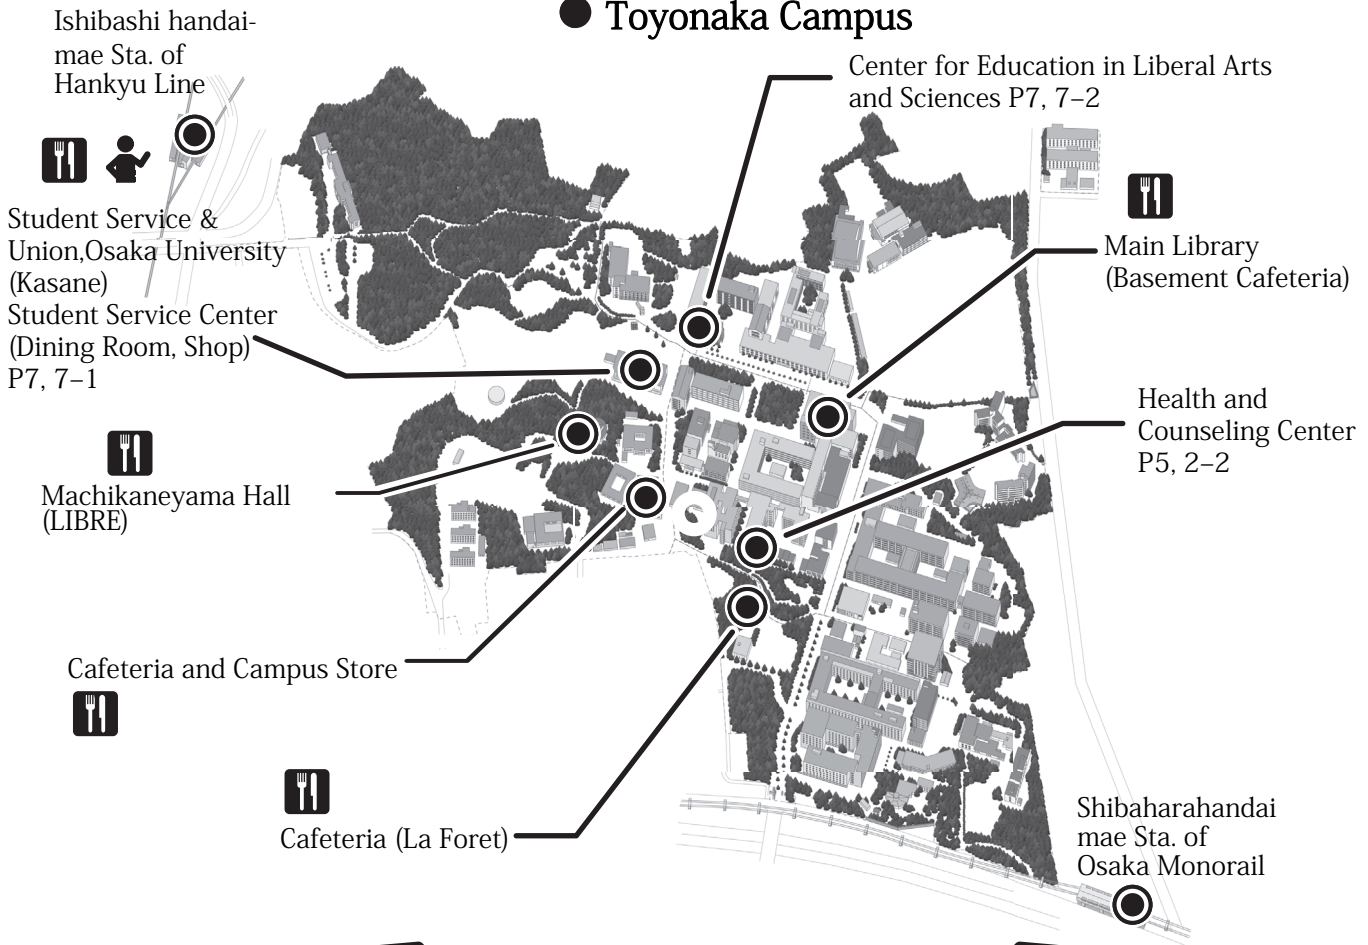 ● Toyonaka Campus
Ishibashi handai-
mae Sta. of
Hankyu Line
Student Service &
Union,Osaka University
(Kasane)
Student Service Center
(Dining Room, Shop)
P7, 7−1
Machikaneyama Hall
(LIBRE)
Cafeteria and Campus Store
Cafeteria (La Foret)
Center for Education in Liberal Arts
and Sciences P7, 7−2
Main Library
(Basement Cafeteria)
Health and
Counseling Center
P5, 2−2
Shibaharahandai
mae Sta. of
Osaka Monorail